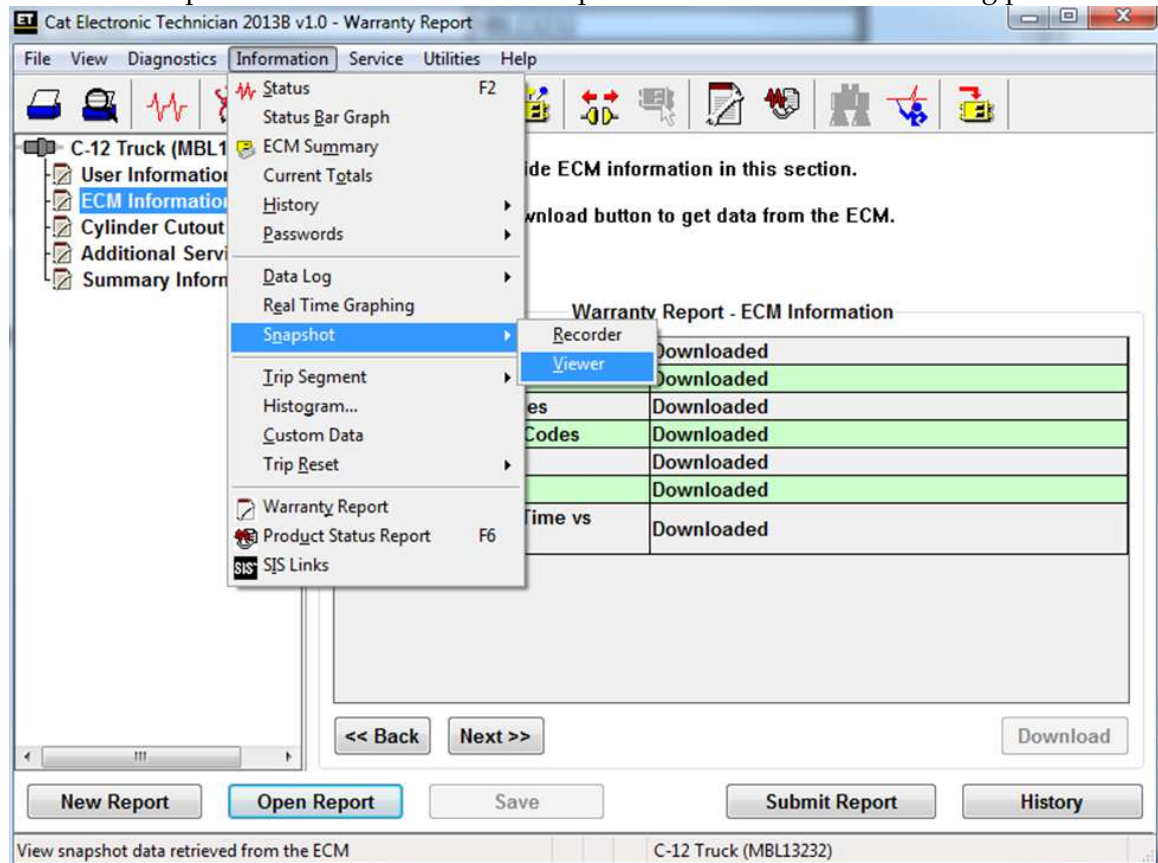 Cat Electronic Technician 2013B v1.0 - Warranty Report
File View Diagnostics Information Service Utilities Help
Status F2
Status Bar Graph
ECM Summary
Current Totals
History
Passwords
Data Log
Real Time Graphing
Snapshot
Trip Segment
Histogram...
Custom Data
Trip Reset
Warranty Report
Product Status Report F6
SIS Links
Recorder
Viewer
C-12 Truck (MBL1
User Information
ECM Information
Cylinder Cutout
Additional Servi
Summary Inform
ide ECM information in this section.
wnload button to get data from the ECM.
Warranty Report - ECM Information
Downloaded
Downloaded
es Downloaded
Codes Downloaded
Downloaded
Downloaded
Time vs Downloaded
<< Back Next >> Download
New Report Open Report Save Submit Report History
View snapshot data retrieved from the ECM C-12 Truck (MBL13232)